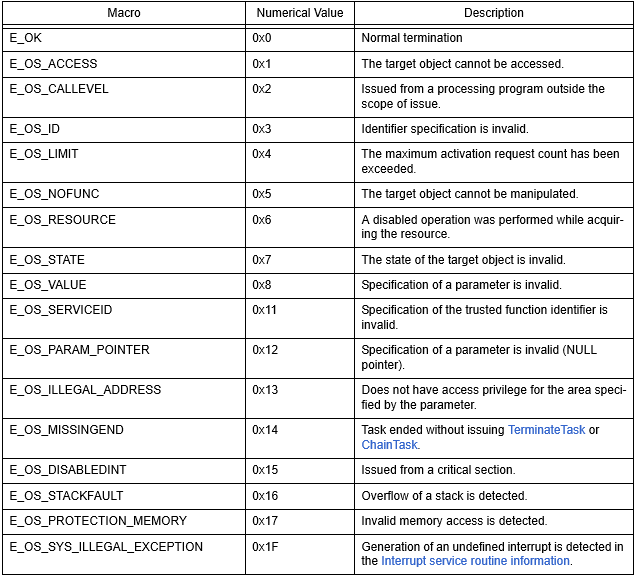 Macro Numerical Value Description
E_OK 0x0 Normal termination
E_OS_ACCESS 0x1 The target object cannot be accessed.
E_OS_CALLEVEL 0x2 Issued from a processing program outside the
scope of issue.
E_OS_ID 0x3 Identifier specification is invalid.
E_OS_LIMIT 0x4 The maximum activation request count has been
exceeded.
E_OS_NOFUNC 0x5 The target object cannot be manipulated.
E_OS_RESOURCE 0x6 A disabled operation was performed while acquir-
ing the resource.
E_OS_STATE 0x7 The state of the target object is invalid.
E_OS_VALUE 0x8 Specification of a parameter is invalid.
E_OS_SERVICEID 0x11 Specification of the trusted function identifier is
invalid.
E_OS_PARAM_POINTER 0x12 Specification of a parameter is invalid (NULL
pointer).
E_OS_ILLEGAL_ADDRESS 0x13 Does not have access privilege for the area speci-
fied by the parameter.
E_OS_MISSINGEND 0x14 Task ended without issuing TerminateTask or
ChainTask.
E_OS_DISABLEDINT 0x15 Issued from a critical section.
E_OS_STACKFAULT 0x16 Overflow of a stack is detected.
E_OS_PROTECTION_MEMORY 0x17 Invalid memory access is detected.
E_OS_SYS_ILLEGAL_EXCEPTION 0x1F Generation of an undefined interrupt is detected in
the Interrupt service routine information.